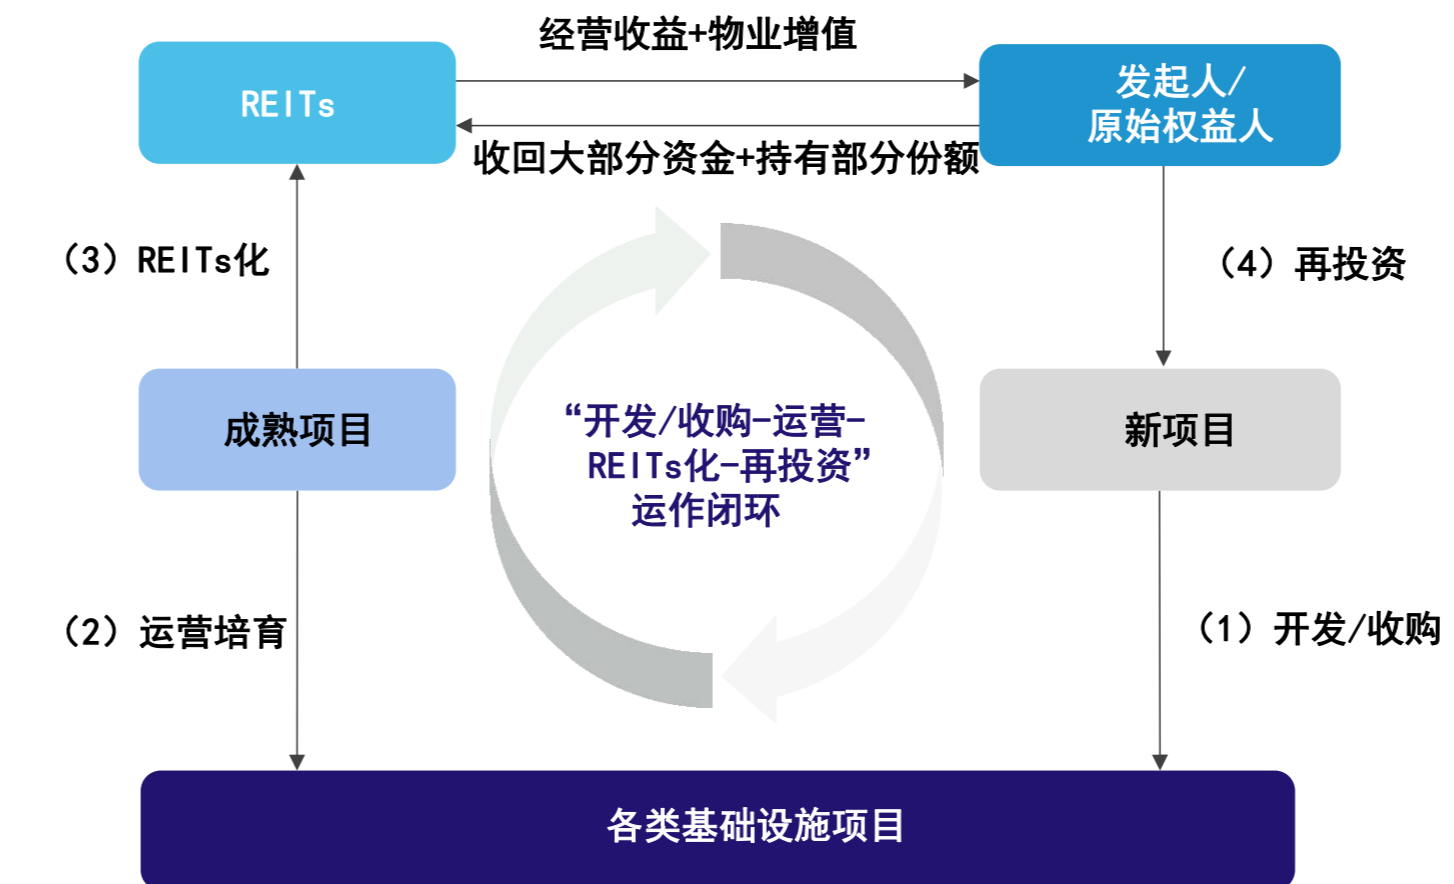 经营收益+物业增值
REITs
发起人/
原始权益人
收回大部分资金+持有部分份额
（3）REITs化
（4）再投资
成熟项目
“开发/收购-运营-
REITs化-再投资”
运作闭环
新项目
（2）运营培育
（1）开发/收购
各类基础设施项目